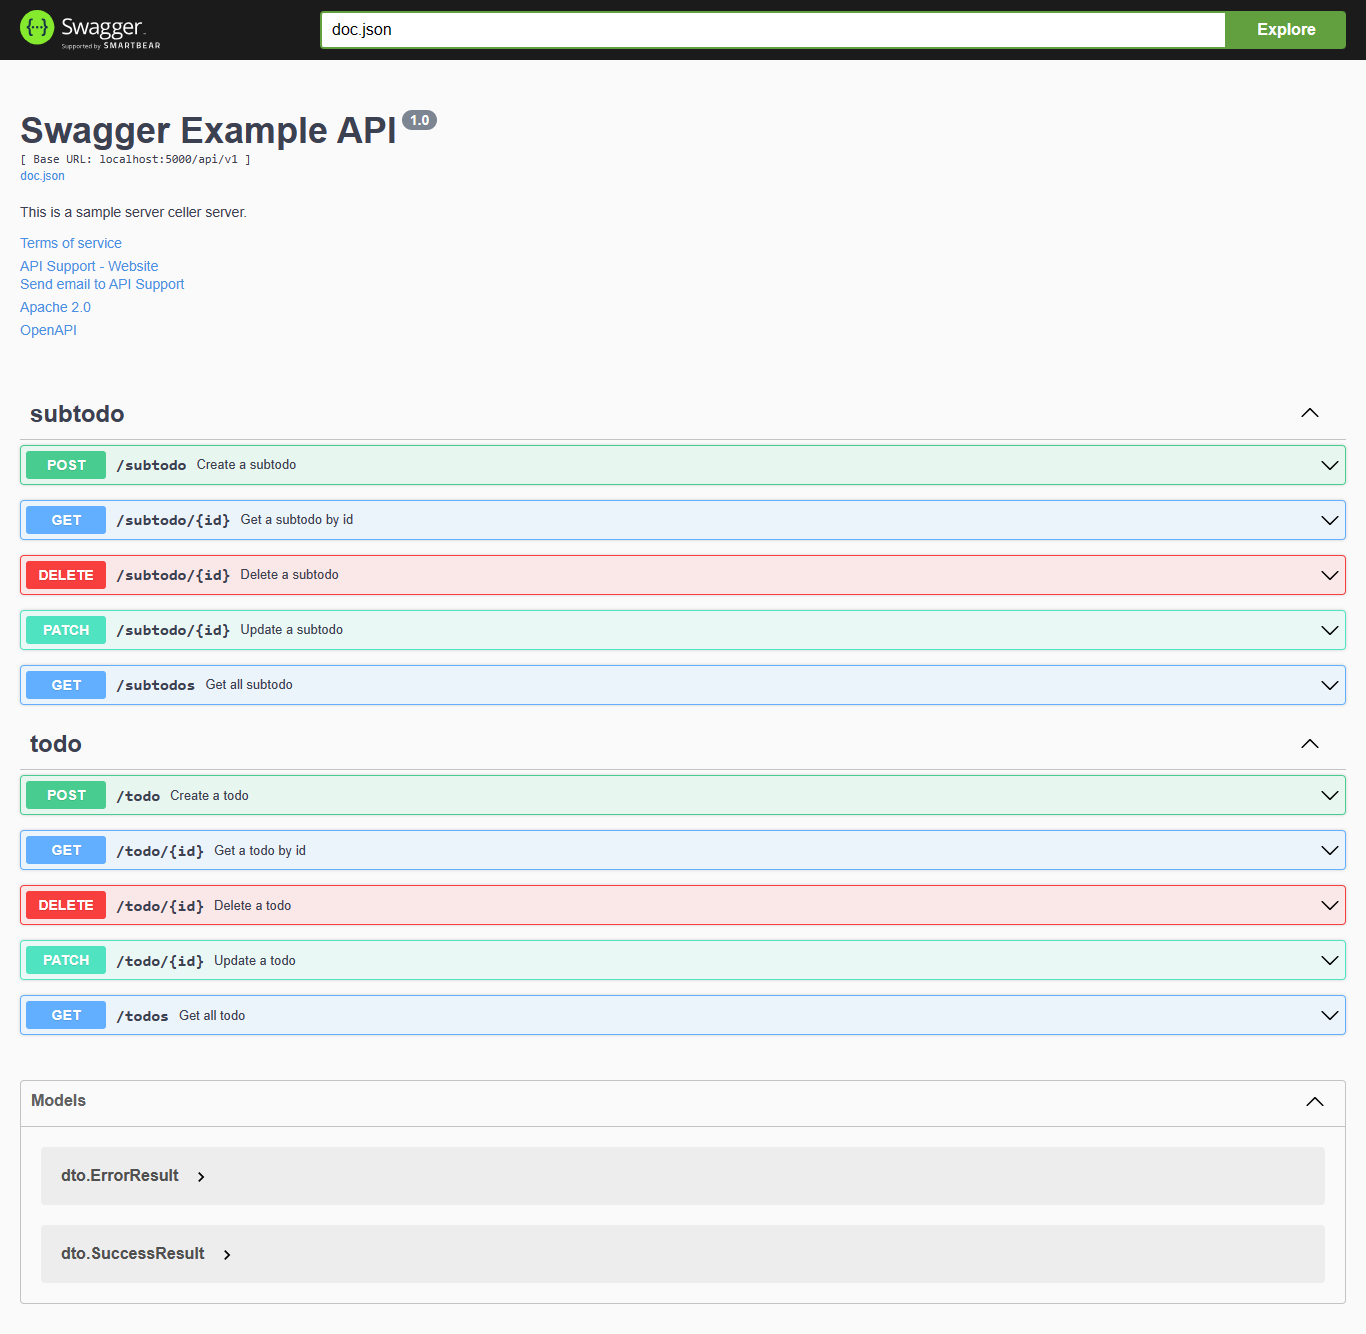 Swagger.
Supported by SMARTBEAR
doc.json
Explore
Swagger Example API 1.0
[ Base URL: localhost:5000/api/v1 ]
doc.json
This is a sample server celler server.
Terms of service
API Support - Website
Send email to API Support
Apache 2.0
OpenAPI
subtodo
POST /subtodo Create a subtodo
GET /subtodo/{id} Get a subtodo by id
DELETE /subtodo/{id} Delete a subtodo
PATCH /subtodo/{id} Update a subtodo
GET /subtodos Get all subtodo
todo
POST /todo Create a todo
GET /todo/{id} Get a todo by id
DELETE /todo/{id} Delete a todo
PATCH /todo/{id} Update a todo
GET /todos Get all todo
Models
dto.ErrorResult
dto.SuccessResult